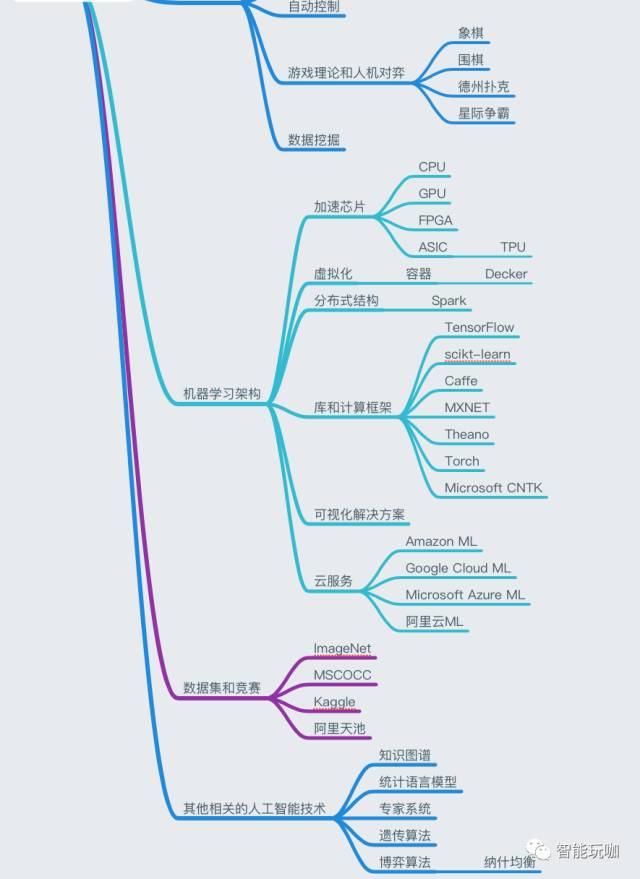 自动控制
游戏理论和人机对弈
象棋
围棋
德州扑克
星际争霸
数据挖掘
机器学习架构
加速芯片
CPU
GPU
FPGA
ASIC
TPU
虚拟化
容器
Decker
分布式结构
Spark
库和计算框架
TensorFlow
scikt-learn
Caffe
MXNET
Theano
Torch
Microsoft CNTK
可视化解决方案
云服务
Amazon ML
Google Cloud ML
Microsoft Azure ML
阿里云ML
数据集和竞赛
ImageNet
MSCOCC
Kaggle
阿里天池
其他相关的人工智能技术
知识图谱
统计语言模型
专家系统
遗传算法
博弈算法
纳什均衡
智能玩咖